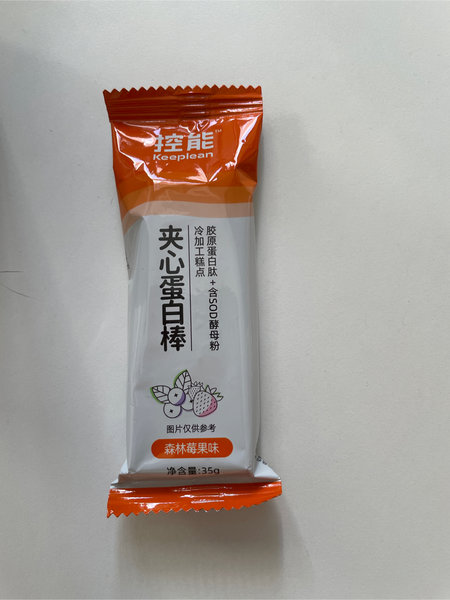 控能
Keeplean
夹心蛋白棒
胶原蛋白肽+含SOD酵母粉
冷加工糕点
图片仅供参考
森林莓果味
净含量:35g